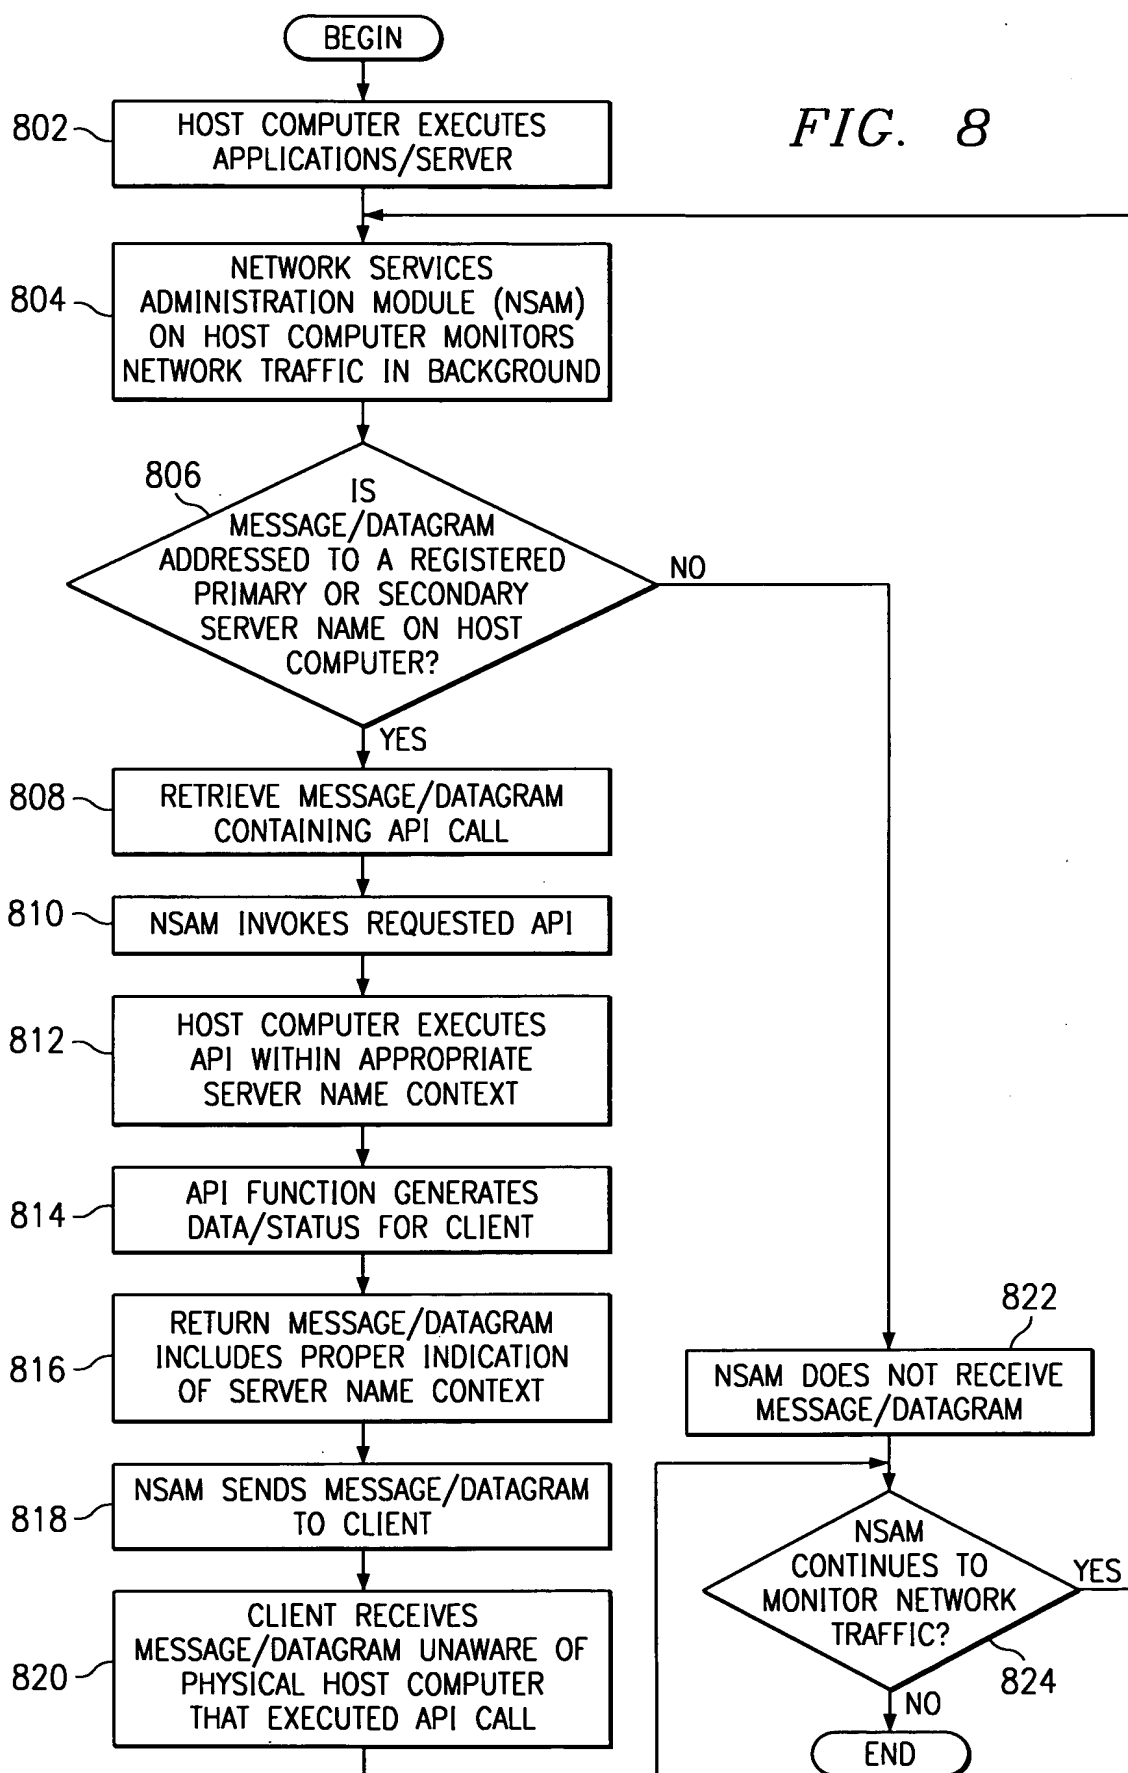 BEGIN
FIG. 8
802
HOST COMPUTER EXECUTES
APPLICATIONS/SERVER
804
NETWORK SERVICES
ADMINISTRATION MODULE (NSAM)
ON HOST COMPUTER MONITORS
NETWORK TRAFFIC IN BACKGROUND
806
IS
MESSAGE/DATAGRAM
ADDRESSED TO A REGISTERED
PRIMARY OR SECONDARY
SERVER NAME ON HOST
COMPUTER?
NO
YES
808
RETRIEVE MESSAGE/DATAGRAM
CONTAINING API CALL
810
NSAM INVOKES REQUESTED API
812
HOST COMPUTER EXECUTES
API WITHIN APPROPRIATE
SERVER NAME CONTEXT
814
API FUNCTION GENERATES
DATA/STATUS FOR CLIENT
816
RETURN MESSAGE/DATAGRAM
INCLUDES PROPER INDICATION
OF SERVER NAME CONTEXT
818
NSAM SENDS MESSAGE/DATAGRAM
TO CLIENT
820
CLIENT RECEIVES
MESSAGE/DATAGRAM UNAWARE OF
PHYSICAL HOST COMPUTER
THAT EXECUTED API CALL
822
NSAM DOES NOT RECEIVE
MESSAGE/DATAGRAM
NSAM
CONTINUES TO
MONITOR NETWORK
TRAFFIC?
YES
824
NO
END